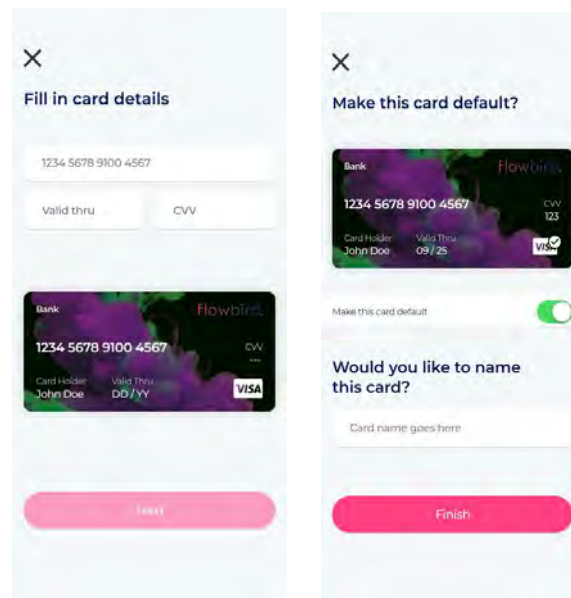 Fill in card details
1234 5678 9100 4567
Valid thru CVV
Bank flowbird.
1234 5678 9100 4567 CVV
***
Card Holder Valid Thru
John Doe DD / YY VISA
Next
Make this card default?
Bank flowbird.
1234 5678 9100 4567 CVV
123
Card Holder Valid Thru
John Doe 09 / 25 VISA
Make this card default
Would you like to name
this card?
Card name goes here
Finish